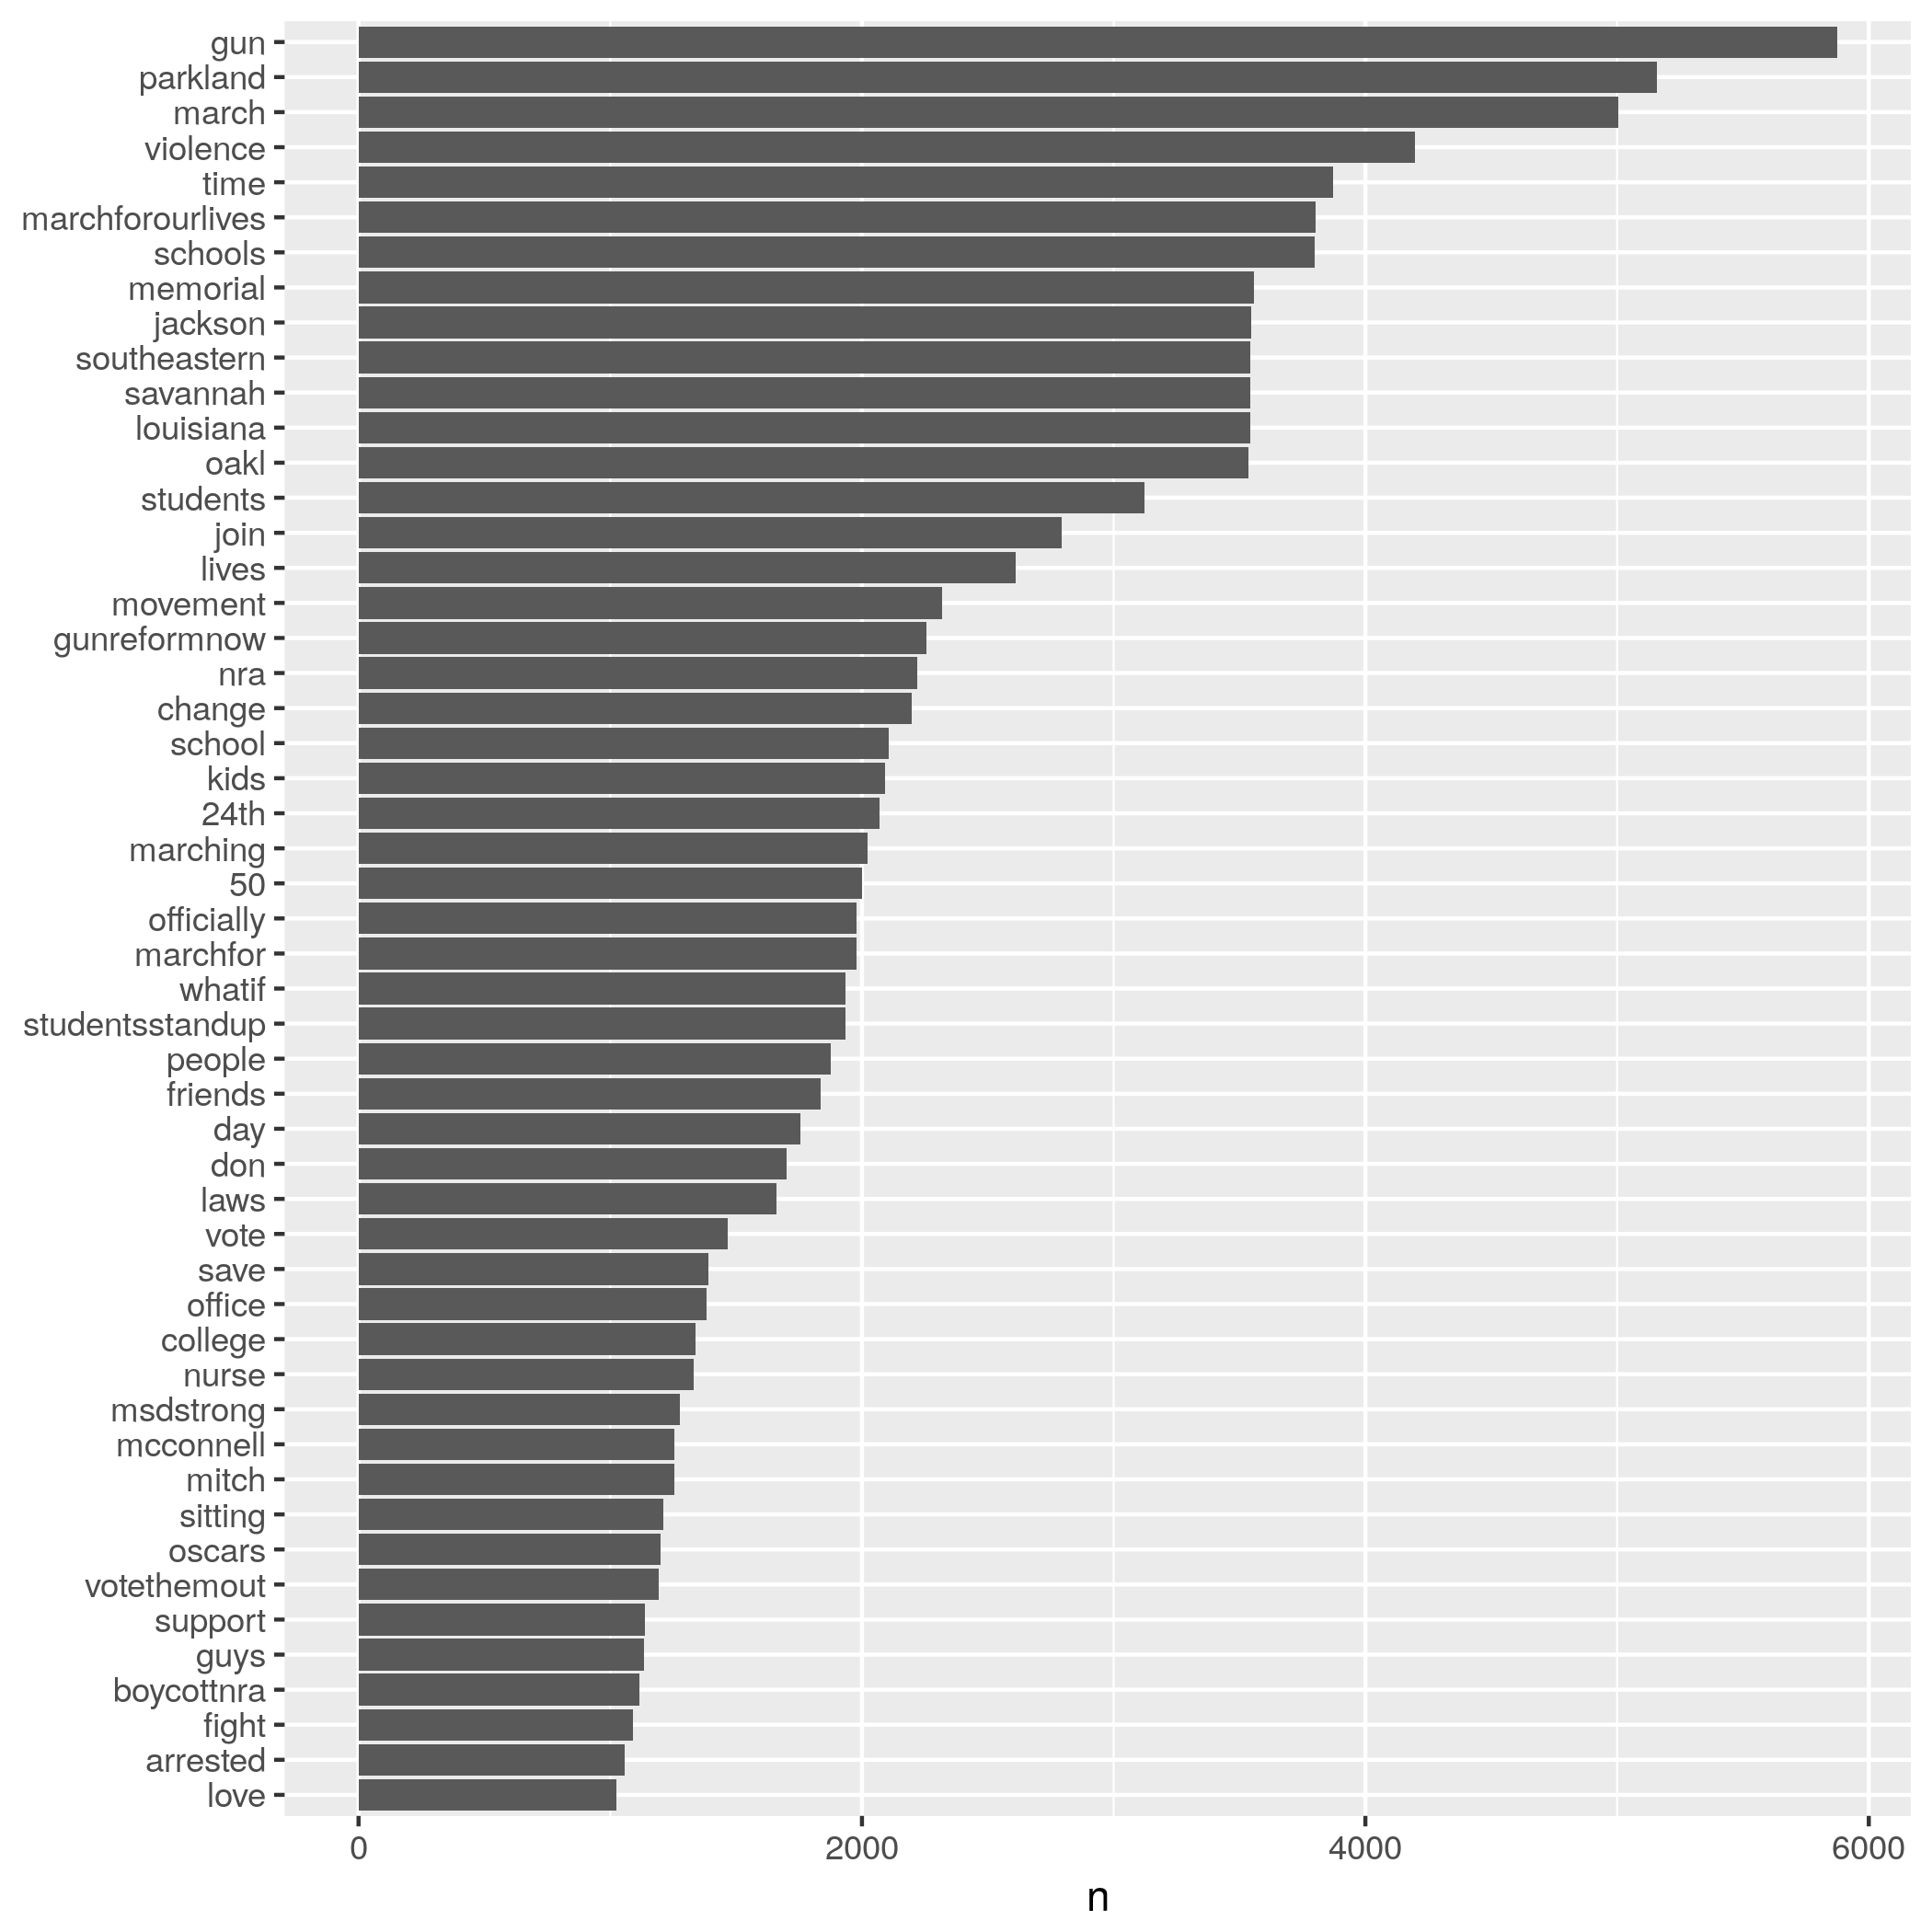 gun
parkland
march
violence
time
marchforourlives
schools
memorial
jackson
southeastern
savannah
louisiana
oakl
students
join
lives
movement
gunreformnow
nra
change
school
kids
24th
marching
50
officially
marchfor
whatif
studentsstandup
people
friends
day
don
laws
vote
save
office
college
nurse
msdstrong
mcconnell
mitch
sitting
oscars
votethemout
support
guys
boycottnra
fight
arrested
love
0 2000 4000 6000
n